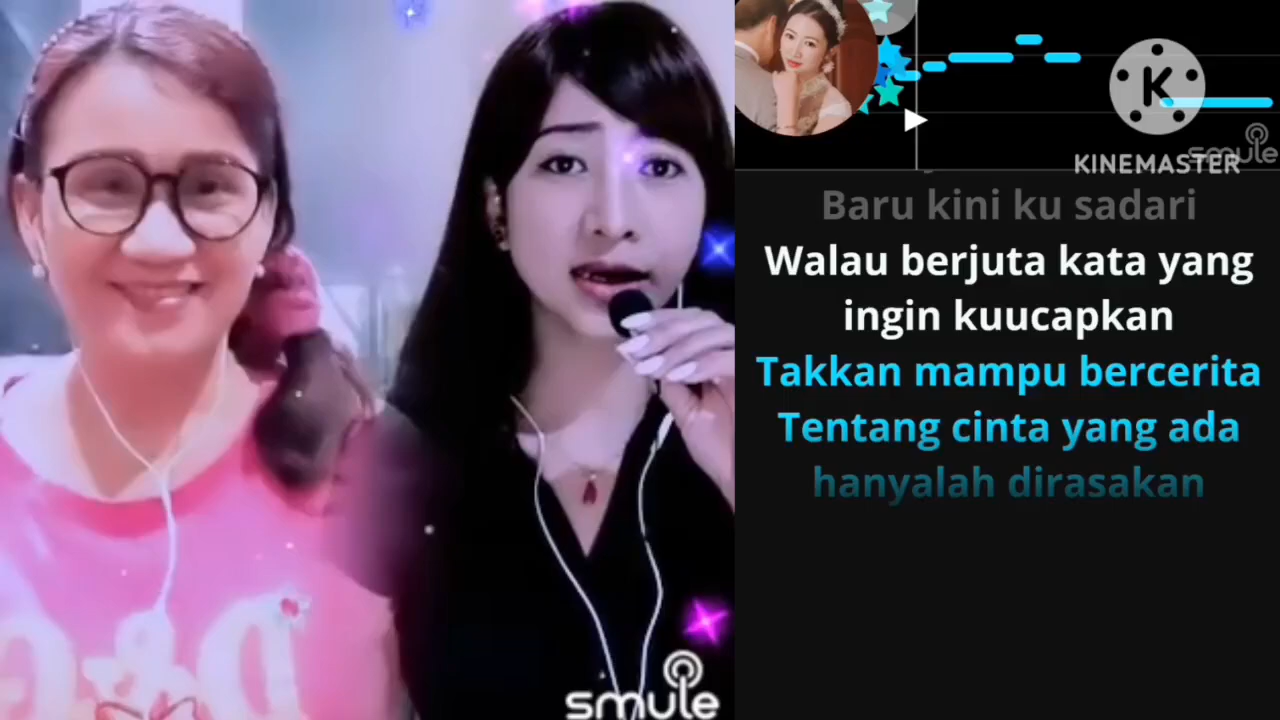 KINEMASTER
smule
Baru kini ku sadari
Walau berjuta kata yang
ingin kuucapkan
Takkan mampu bercerita
Tentang cinta yang ada
hanyalah dirasakan
smule